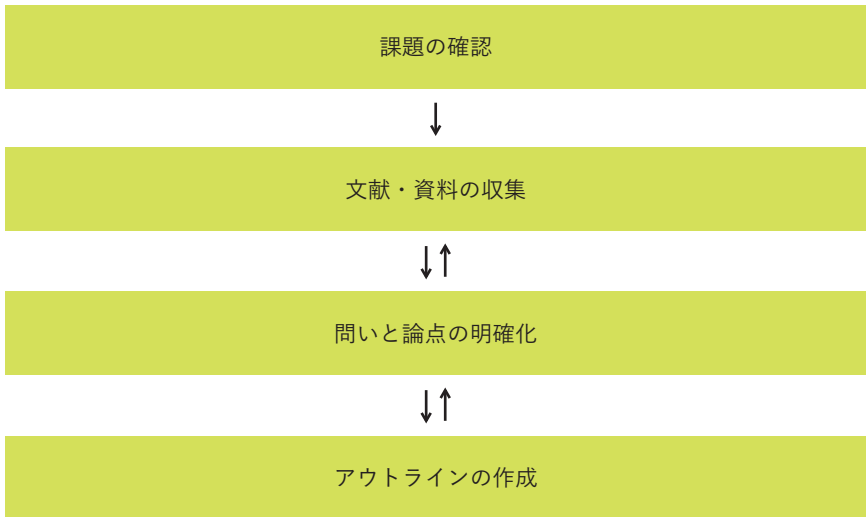 課題の確認
文献・資料の収集
問いと論点の明確化
アウトラインの作成